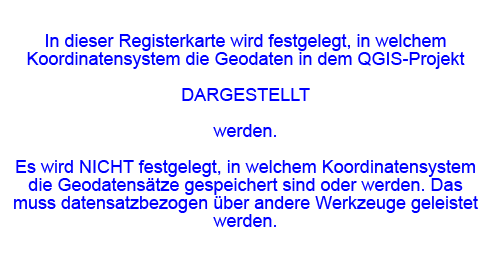 In dieser Registerkarte wird festgelegt, in welchem
Koordinatensystem die Geodaten in dem QGIS-Projekt
DARGESTELLT
werden.
Es wird NICHT festgelegt, in welchem Koordinatensystem
die Geodatensätze gespeichert sind oder werden. Das
muss datensatzbezogen über andere Werkzeuge geleistet
werden.